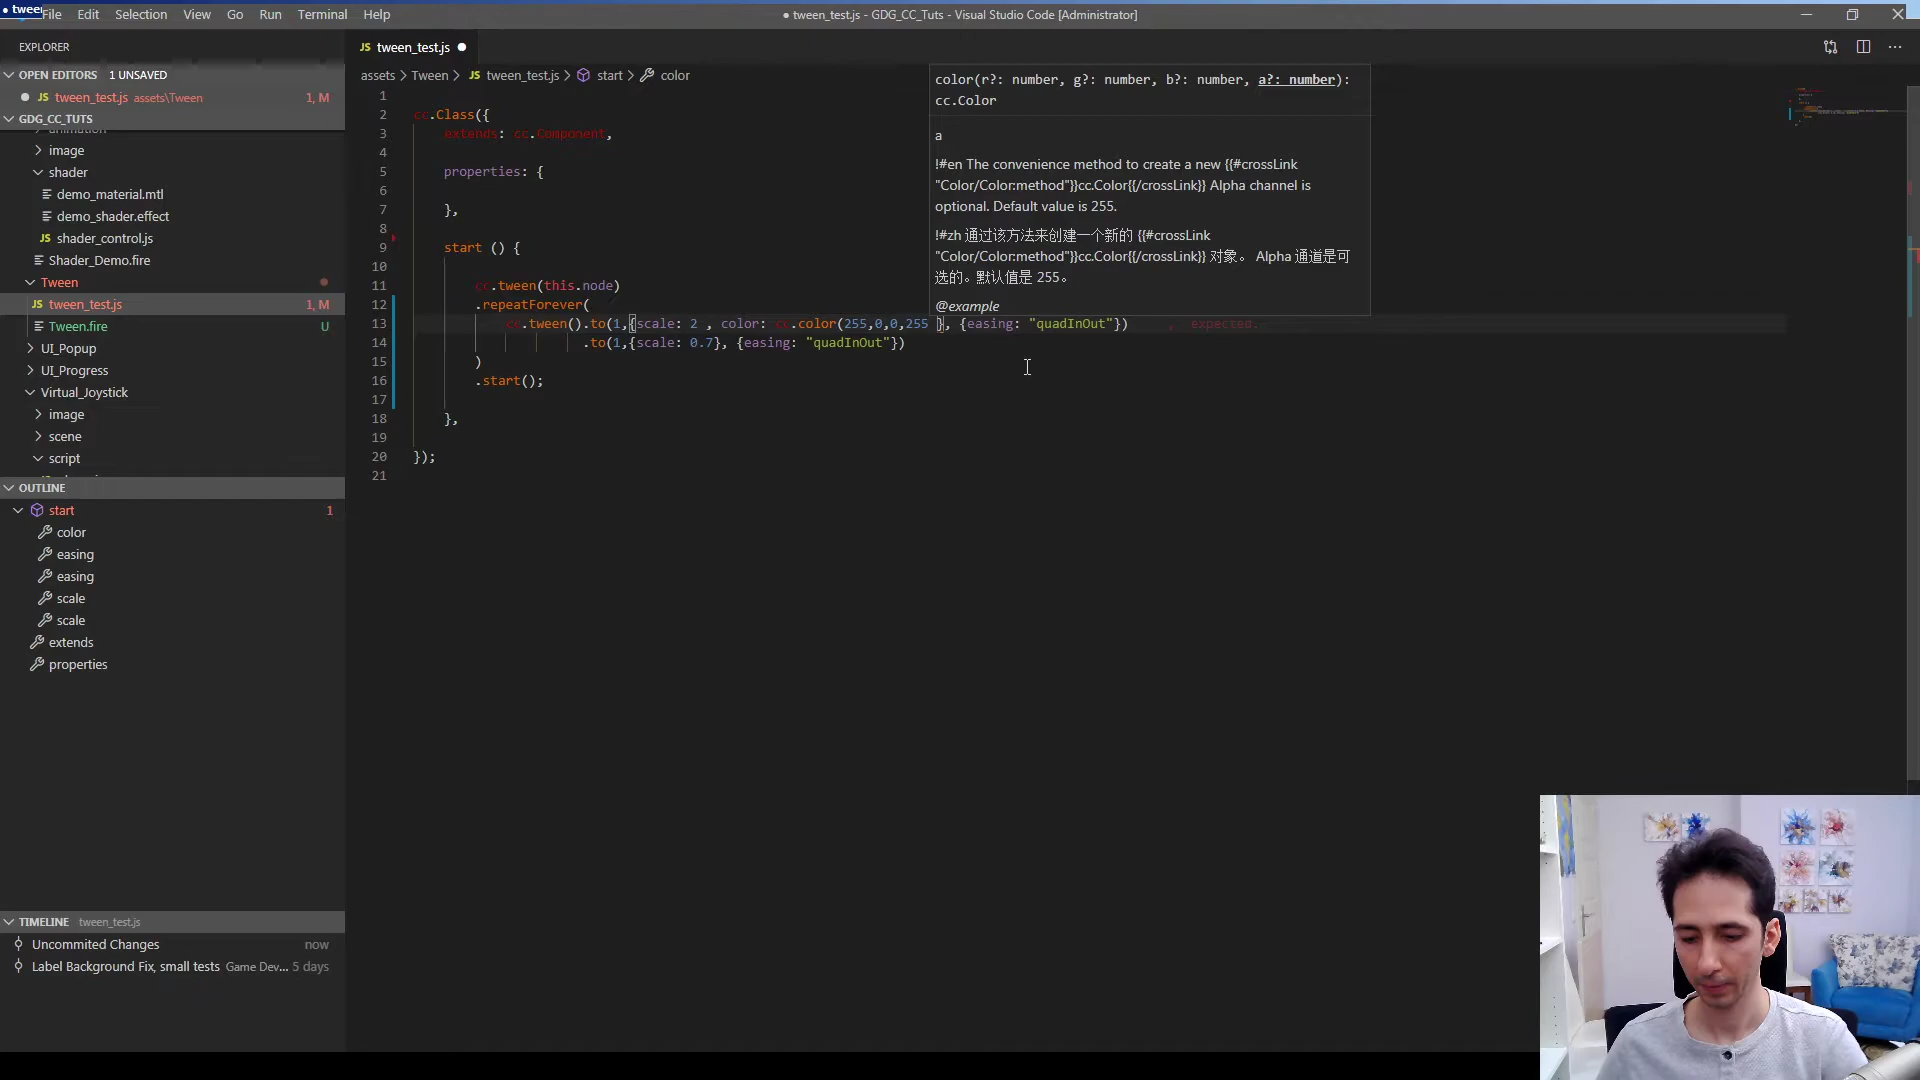 ● tween
File Edit Selection View Go Run Terminal Help
● tween_test.js - GDG_CC_Tuts - Visual Studio Code [Administrator]
EXPLORER
OPEN EDITORS 1 UNSAVED
JS tween_test.js assets\Tween 1, M
GDG_CC_TUTS
animation
image
shader
demo_material.mtl
demo_shader.effect
JS shader_control.js
Shader_Demo.fire
Tween
JS tween_test.js 1, M
Tween.fire U
UI_Popup
UI_Progress
Virtual_Joystick
image
scene
script
OUTLINE
start 1
color
easing
easing
scale
scale
extends
properties
TIMELINE tween_test.js
Uncommited Changes now
Label Background Fix, small tests Game Dev... 5 days
JS tween_test.js ●
assets > Tween > JS tween_test.js > start > color
1
2 cc.Class({
3 extends: cc.Component,
4
5 properties: {
6
7 },
8
9 start () {
10
11 cc.tween(this.node)
12 .repeatForever(
13 cc.tween().to(1,{scale: 2 , color: cc.color(255,0,0,255 }, {easing: "quadInOut"}) , expected.
14 .to(1,{scale: 0.7}, {easing: "quadInOut"})
15 )
16 .start();
17
18 },
19
20 });
21
color(r?: number, g?: number, b?: number, a?: number):
cc.Color
a
!#en The convenience method to create a new {{#crossLink
"Color/Color:method"}}cc.Color{{/crossLink}} Alpha channel is
optional. Default value is 255.
!#zh 通过该方法来创建一个新的 {{#crossLink
"Color/Color:method"}}cc.Color{{/crossLink}} 对象。 Alpha 通道是可
选的。默认值是 255。
@example